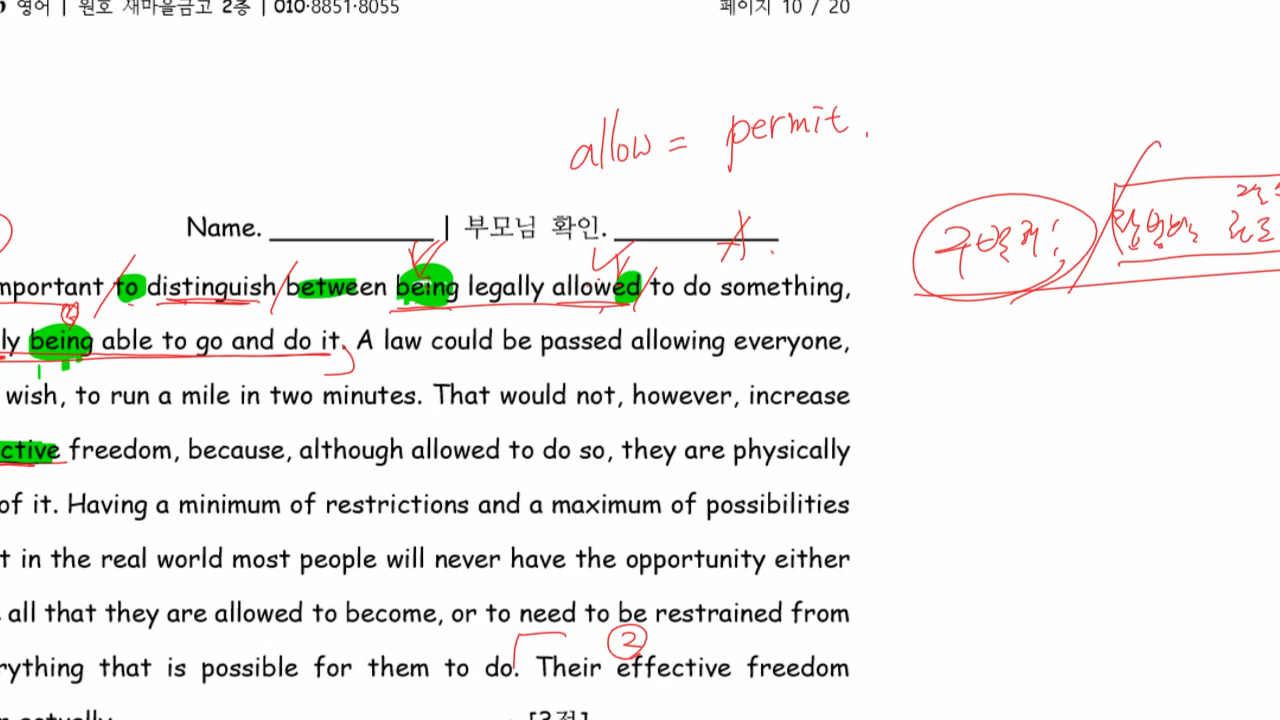 영어 | 원호 새마을금고 2층 | 010·8851·8055 페이지 10 / 20
allow = permit.
Name. | 부모님 확인.
mportant to distinguish between being legally allowed to do something,
ly being able to go and do it. A law could be passed allowing everyone,
wish, to run a mile in two minutes. That would not, however, increase
ctive freedom, because, although allowed to do so, they are physically
of it. Having a minimum of restrictions and a maximum of possibilities
t in the real world most people will never have the opportunity either
all that they are allowed to become, or to need to be restrained from
rything that is possible for them to do. Their effective freedom
2